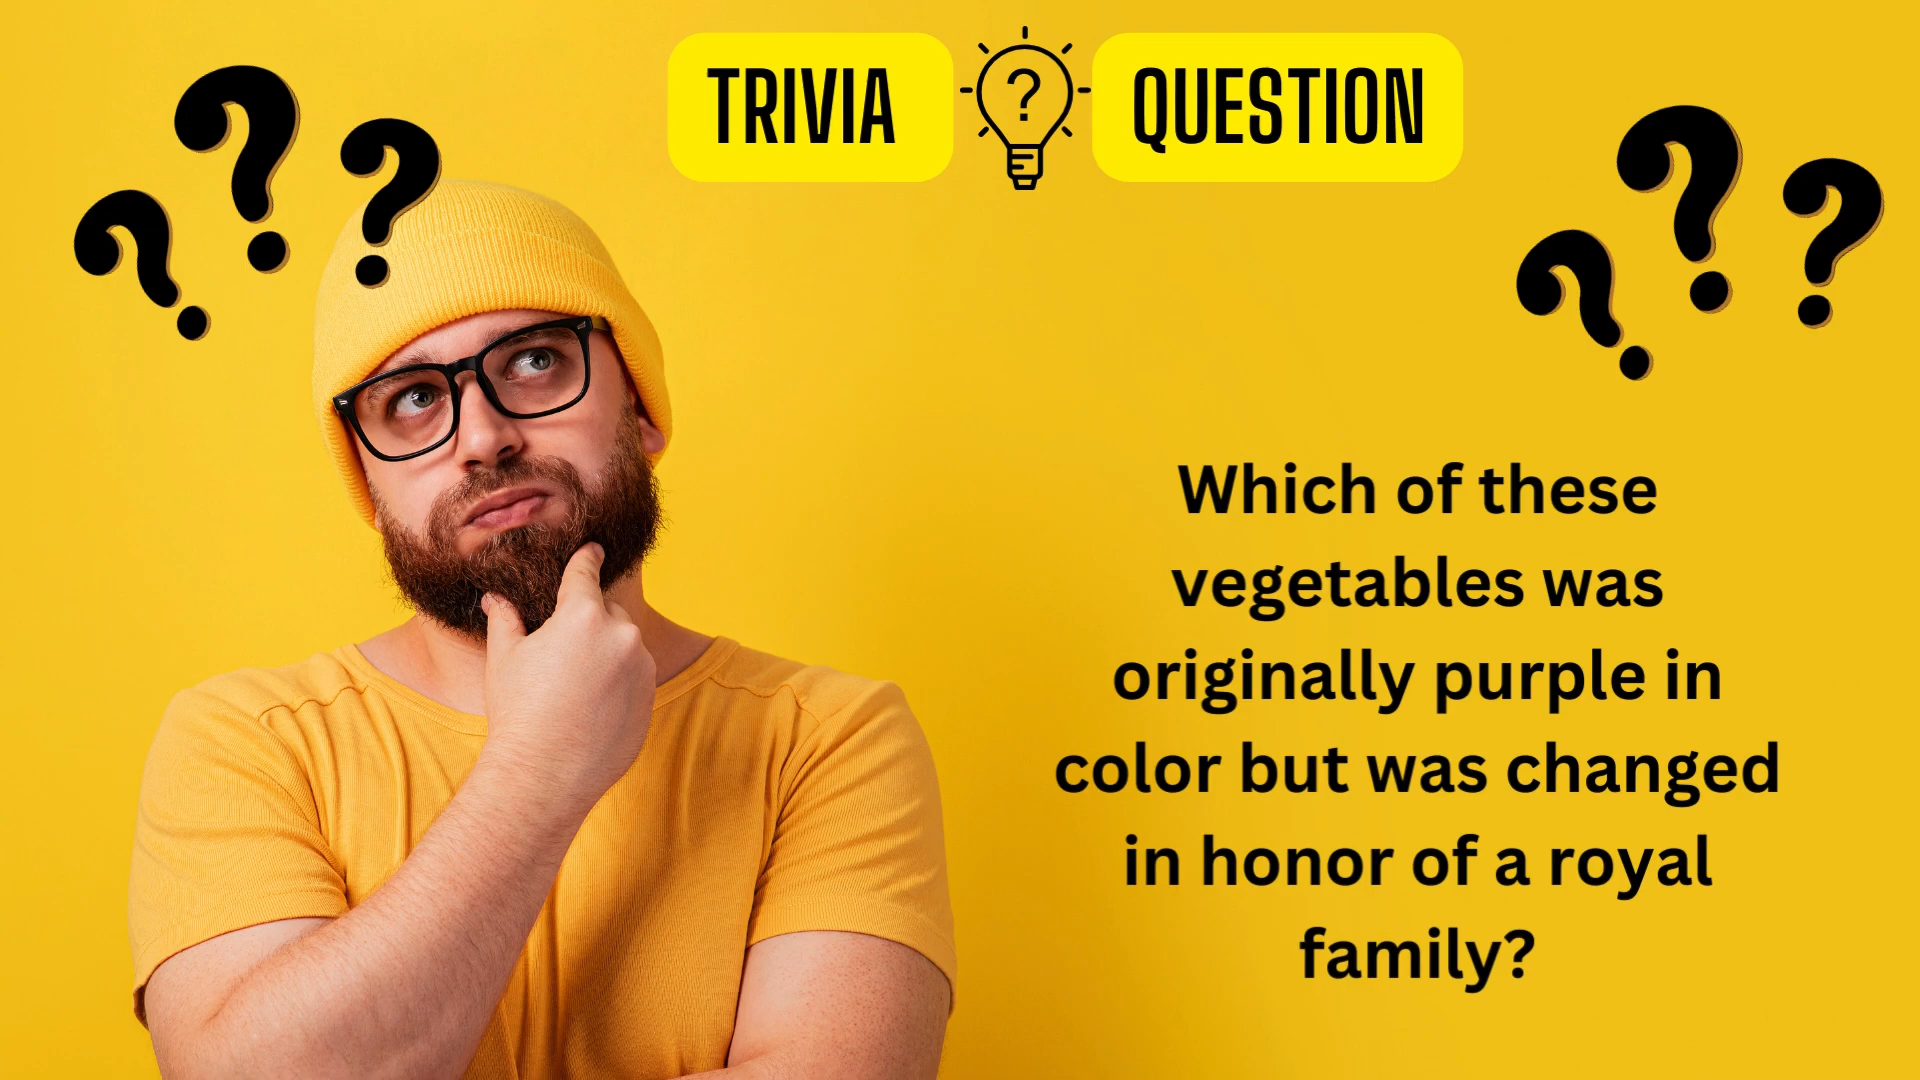 TRIVIA ? QUESTION
Which of these
vegetables was
originally purple in
color but was changed
in honor of a royal
family?